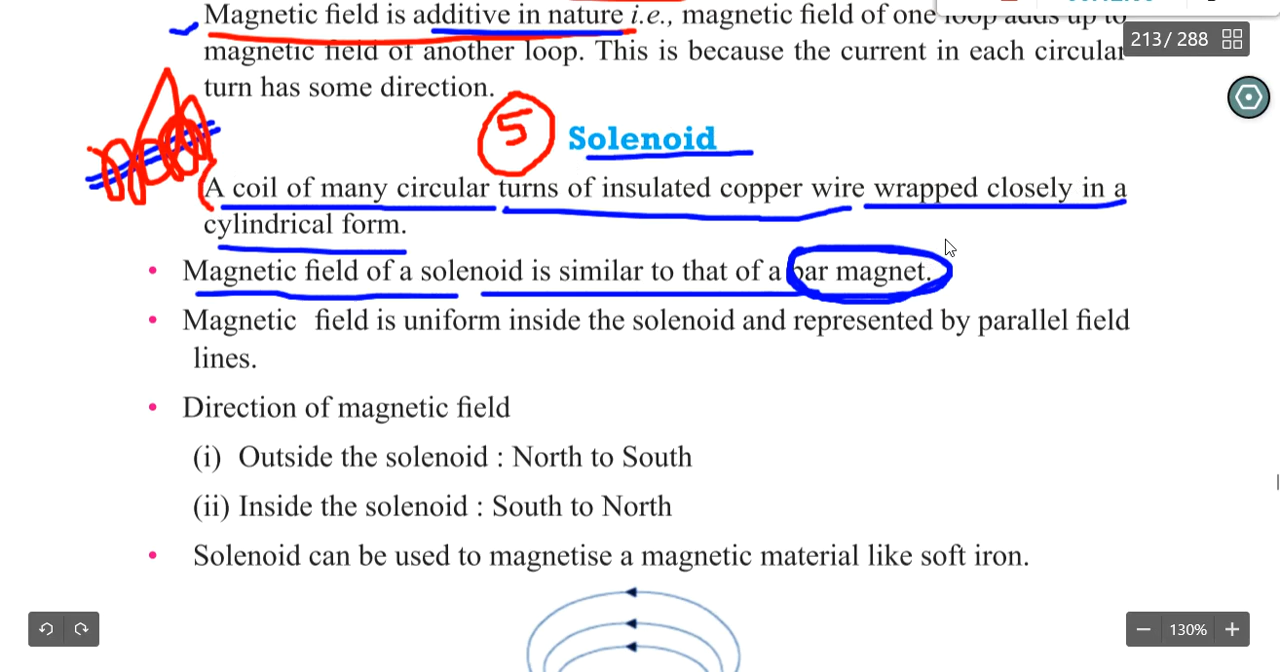 Magnetic field is additive in nature i.e., magnetic field of one loop adds up to
magnetic field of another loop. This is because the current in each circular
213 / 288
turn has some direction.
5
Solenoid
A coil of many circular turns of insulated copper wire wrapped closely in a
cylindrical form.
• Magnetic field of a solenoid is similar to that of a bar magnet.
• Magnetic field is uniform inside the solenoid and represented by parallel field
lines.
• Direction of magnetic field
(i) Outside the solenoid : North to South
(ii) Inside the solenoid : South to North
• Solenoid can be used to magnetise a magnetic material like soft iron.
130%